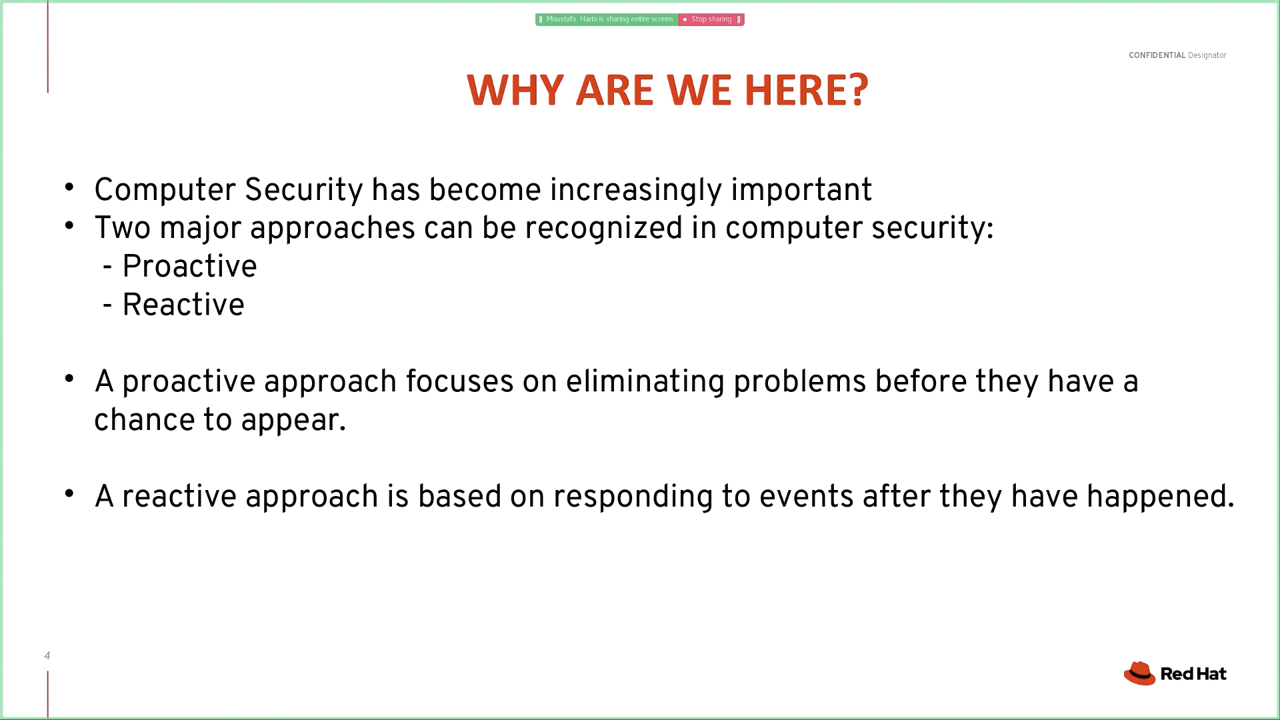 Moustafa Harbi is sharing entire screen Stop sharing
CONFIDENTIAL Designator
WHY ARE WE HERE?
• Computer Security has become increasingly important
• Two major approaches can be recognized in computer security:
- Proactive
- Reactive
• A proactive approach focuses on eliminating problems before they have a
chance to appear.
• A reactive approach is based on responding to events after they have happened.
4
Red Hat